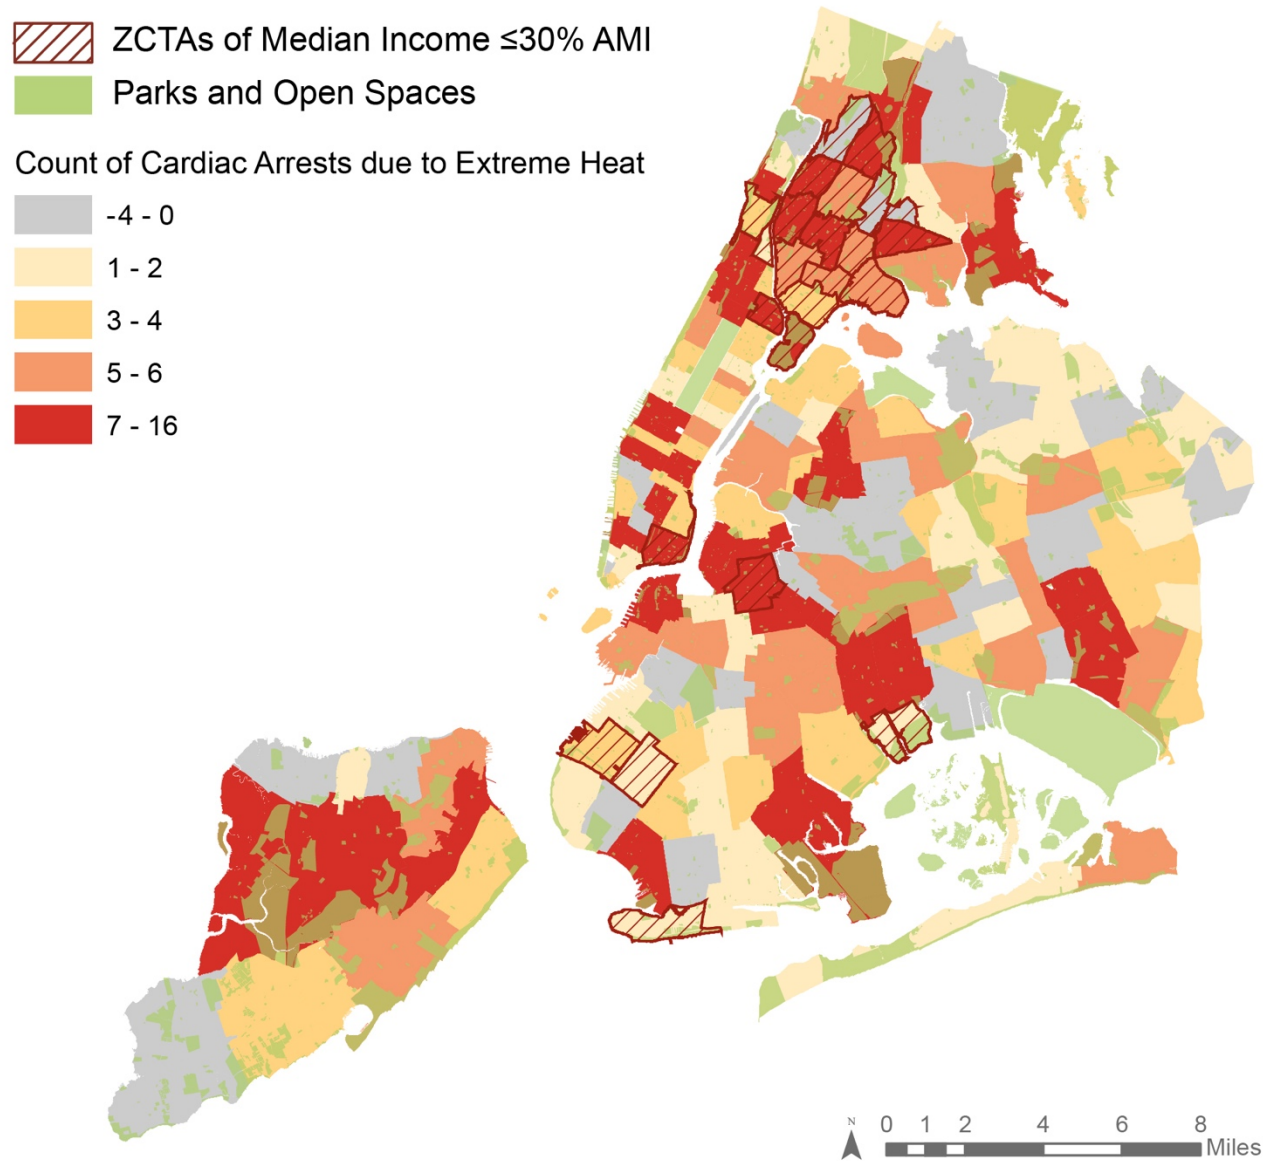 ZCTAs of Median Income ≤30% AMI
Parks and Open Spaces
Count of Cardiac Arrests due to Extreme Heat
-4 - 0
1 - 2
3 - 4
5 - 6
7 - 16
N
0 1 2 4 6 8
Miles